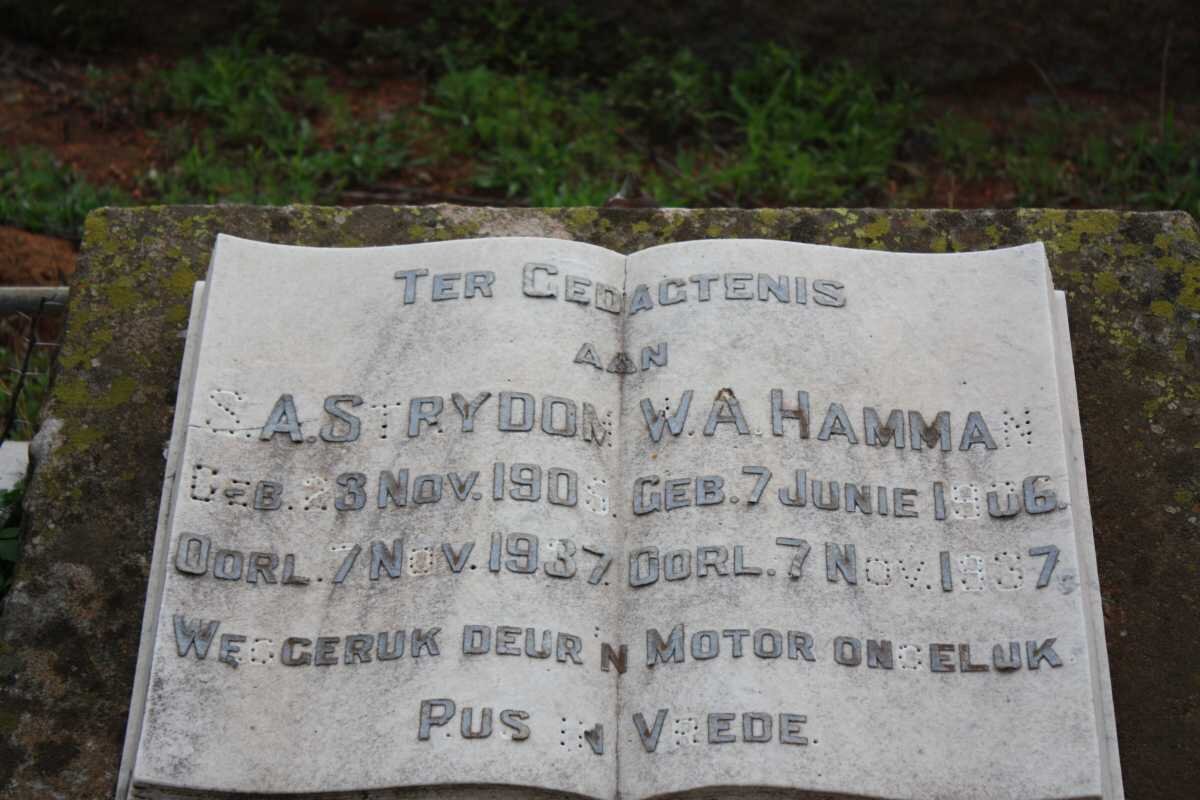 TER GEDAGTENIS
AAN
S.A.STRYDOM W.A.HAMMAN
GEB. 23 NOV. 1905. GEB. 7 JUNIE 1906.
OORL. 7 NOV. 1937. OORL. 7 NOV. 1937
WEGGERUK DEUR 'N MOTOR ONGELUK.
RUS IN VREDE.